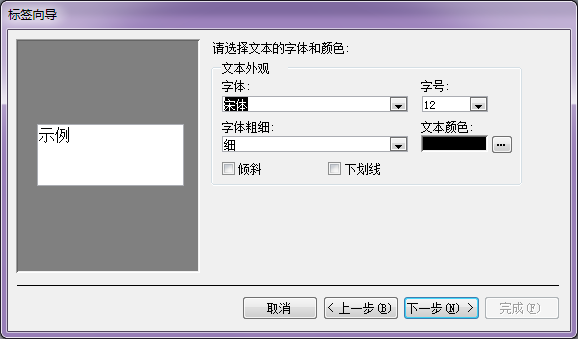 标签向导
请选择文本的字体和颜色:
文本外观
字体:
字号:
宋体
12
字体粗细:
文本颜色:
细
...
倾斜
下划线
示例
取消
< 上一步(B)
下一步(N) >
完成(F)